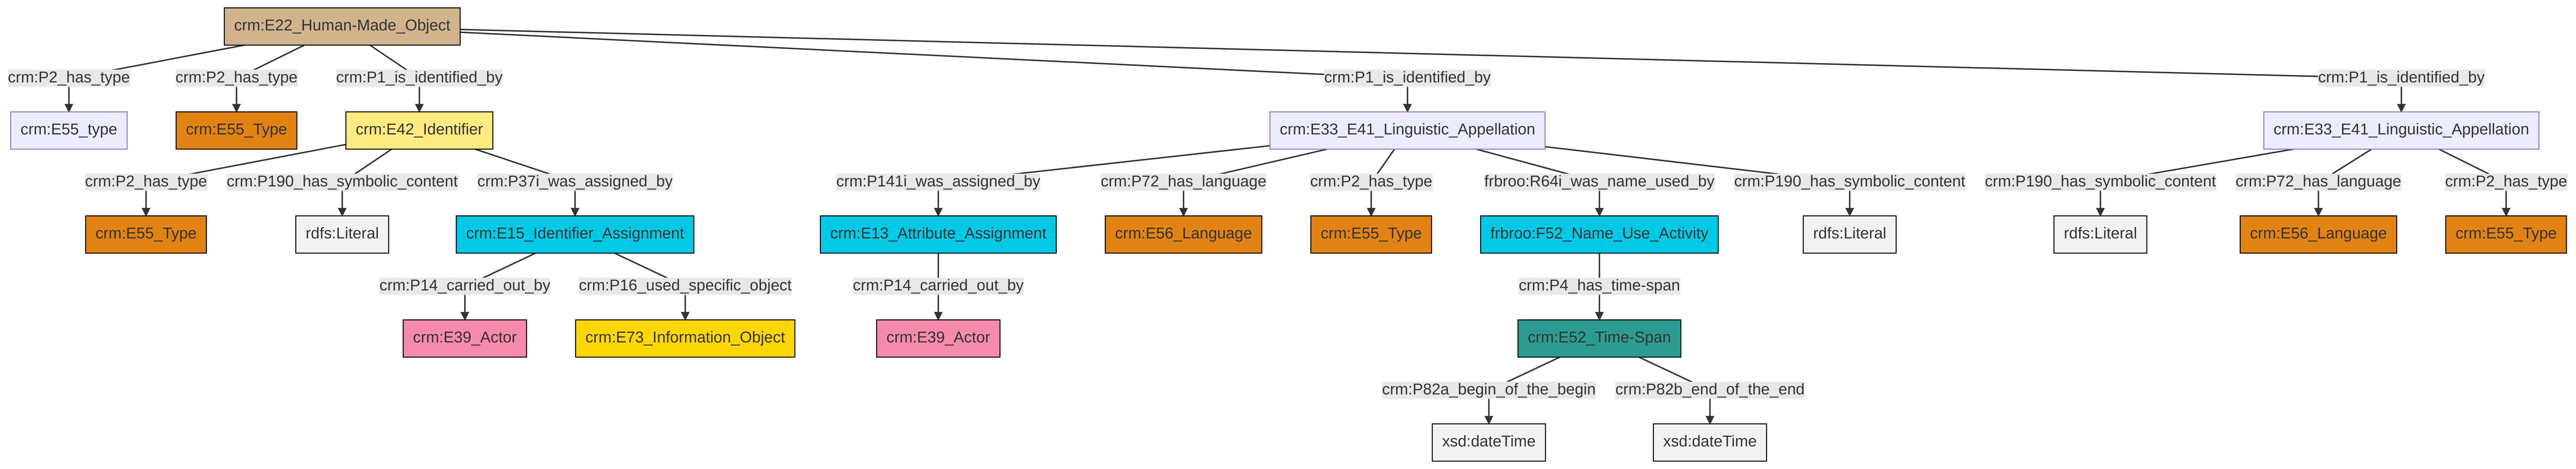 crm:E22_Human-Made_Object
crm:P2_has_type
crm:P2_has_type
crm:P1_is_identified_by
crm:P1_is_identified_by
crm:P1_is_identified_by
crm:E55_type
crm:E55_Type
crm:E42_Identifier
crm:E33_E41_Linguistic_Appellation
crm:E33_E41_Linguistic_Appellation
crm:P2_has_type
crm:P190_has_symbolic_content
crm:P37i_was_assigned_by
crm:P141i_was_assigned_by
crm:P72_has_language
crm:P2_has_type
frbroo:R64i_was_name_used_by
crm:P190_has_symbolic_content
crm:P190_has_symbolic_content
crm:P72_has_language
crm:P2_has_type
crm:E55_Type
rdfs:Literal
crm:E15_Identifier_Assignment
crm:E13_Attribute_Assignment
crm:E56_Language
crm:E55_Type
frbroo:F52_Name_Use_Activity
rdfs:Literal
rdfs:Literal
crm:E56_Language
crm:E55_Type
crm:P14_carried_out_by
crm:P16_used_specific_object
crm:P14_carried_out_by
crm:P4_has_time-span
crm:E39_Actor
crm:E73_Information_Object
crm:E39_Actor
crm:E52_Time-Span
crm:P82a_begin_of_the_begin
crm:P82b_end_of_the_end
xsd:dateTime
xsd:dateTime